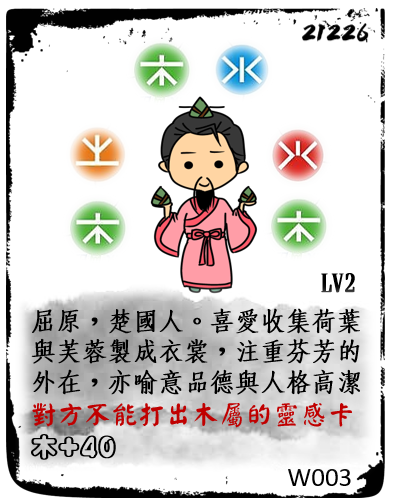 21226
木 水
土 火
木 木
LV2
屈原，楚國人。喜愛收集荷葉
與芙蓉製成衣裳，注重芬芳的
外在，亦喻意品德與人格高潔
對方不能打出木屬的靈感卡
木+40
W003